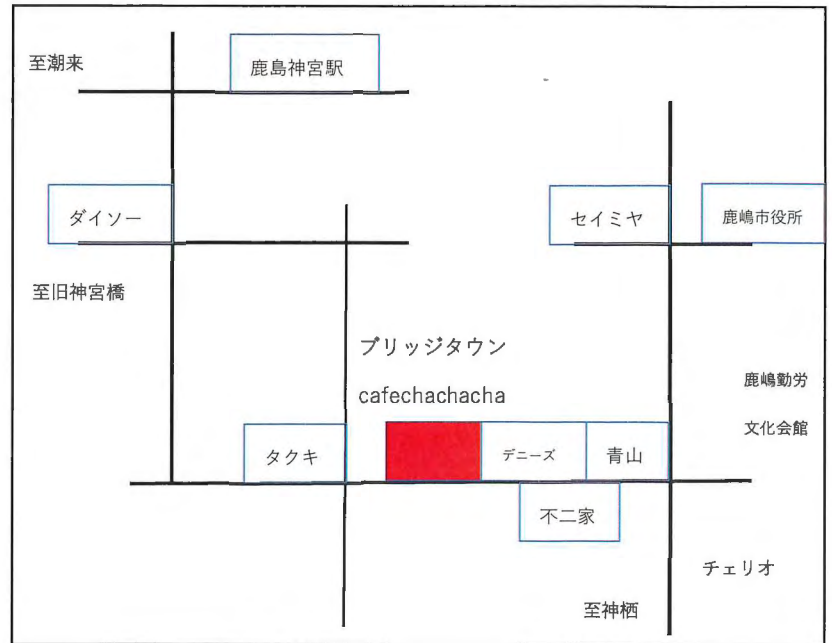 至潮来
鹿島神宮駅
ダイソー
セイミヤ
鹿嶋市役所
至旧神宮橋
ブリッジタウン
cafechachacha
鹿嶋勤労
文化会館
タクキ
デニーズ
青山
不二家
チェリオ
至神栖